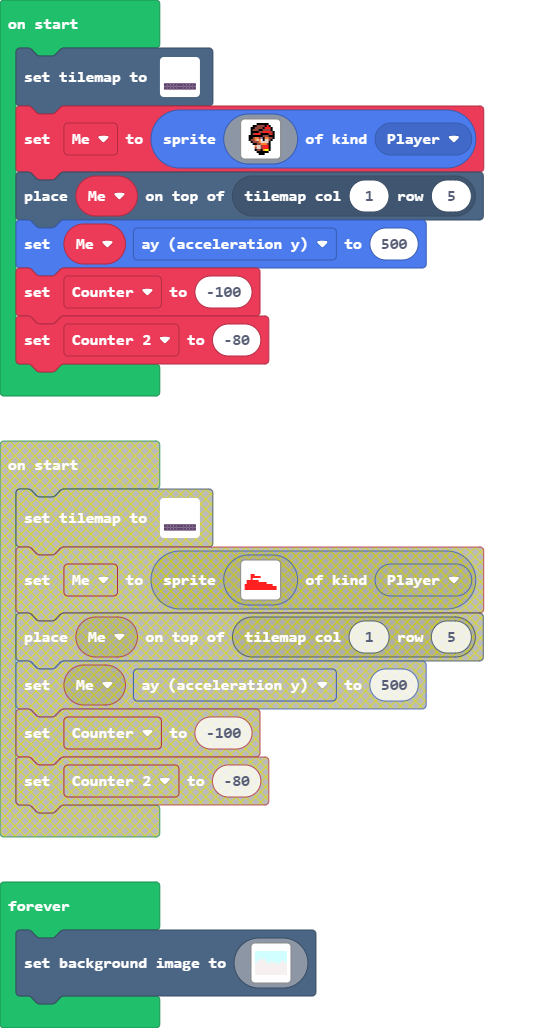 on start
set tilemap to
set Me to sprite of kind Player
place Me on top of tilemap col 1 row 5
set Me ay (acceleration y) to 500
set Counter to -100
set Counter 2 to -80
on start
set tilemap to
set Me to sprite of kind Player
place Me on top of tilemap col 1 row 5
set Me ay (acceleration y) to 500
set Counter to -100
set Counter 2 to -80
forever
set background image to